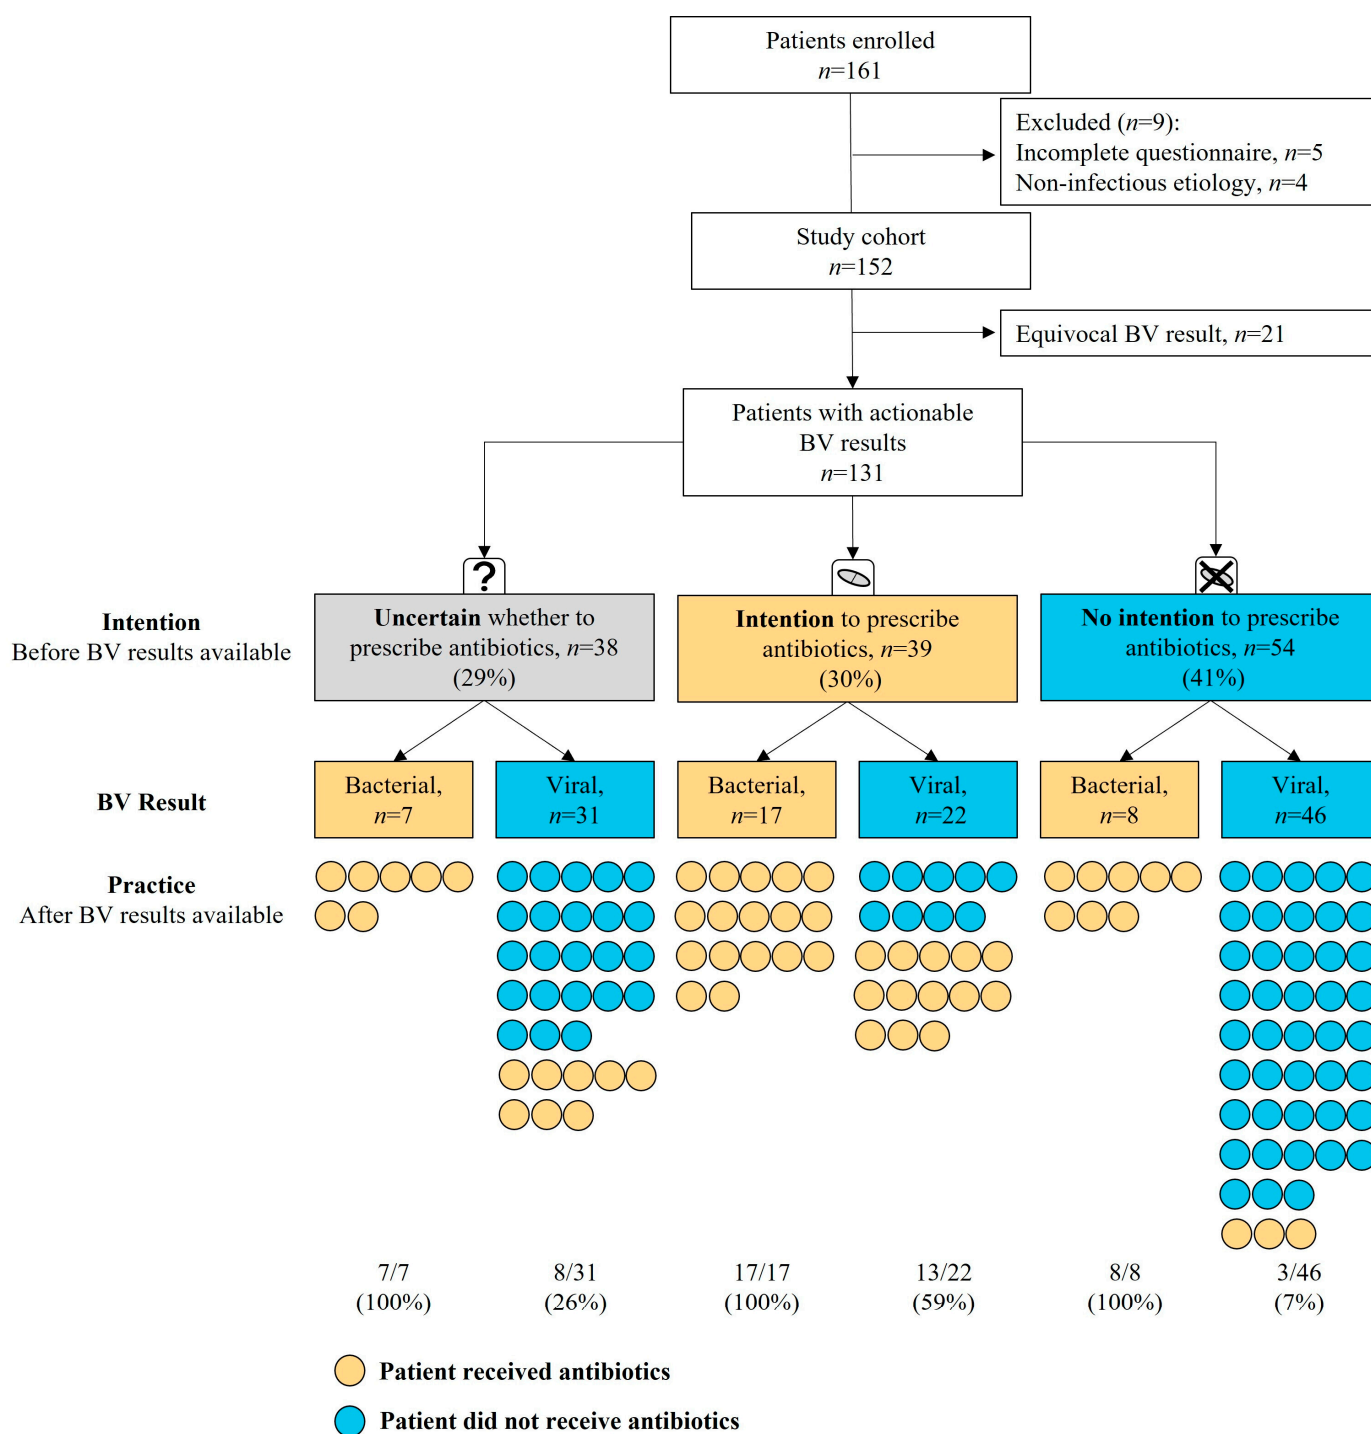 Patients enrolled
n=161
Excluded (n=9):
Incomplete questionnaire, n=5
Non-infectious etiology, n=4
Study cohort
n=152
Equivocal BV result, n=21
Patients with actionable
BV results
n=131
?
Intention
Before BV results available
Uncertain whether to
prescribe antibiotics, n=38
(29%)
Intention to prescribe
antibiotics, n=39
(30%)
No intention to prescribe
antibiotics, n=54
(41%)
BV Result
Bacterial,
n=7
Viral,
n=31
Bacterial,
n=17
Viral,
n=22
Bacterial,
n=8
Viral,
n=46
Practice
After BV results available
7/7
(100%)
8/31
(26%)
17/17
(100%)
13/22
(59%)
8/8
(100%)
3/46
(7%)
Patient received antibiotics
Patient did not receive antibiotics